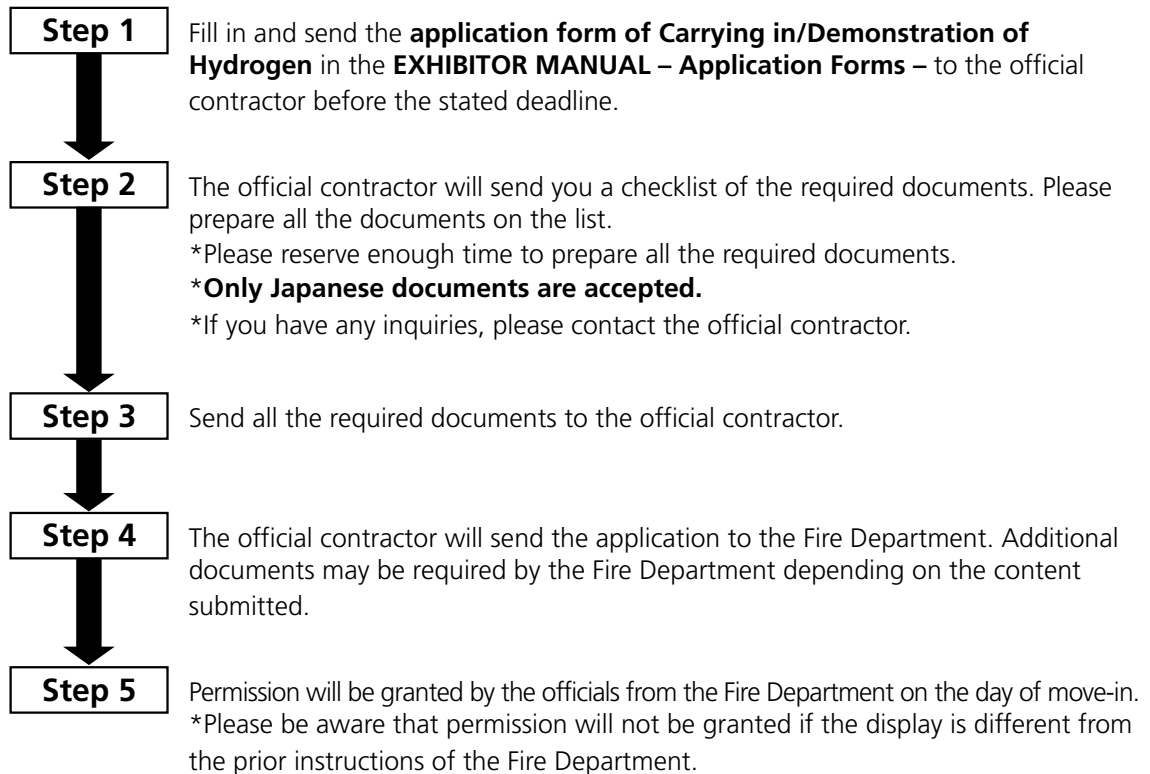 Step 1
Fill in and send the application form of Carrying in/Demonstration of
Hydrogen in the EXHIBITOR MANUAL – Application Forms – to the official
contractor before the stated deadline.
Step 2
The official contractor will send you a checklist of the required documents. Please
prepare all the documents on the list.
*Please reserve enough time to prepare all the required documents.
*Only Japanese documents are accepted.
*If you have any inquiries, please contact the official contractor.
Step 3
Send all the required documents to the official contractor.
Step 4
The official contractor will send the application to the Fire Department. Additional
documents may be required by the Fire Department depending on the content
submitted.
Step 5
Permission will be granted by the officials from the Fire Department on the day of move-in.
*Please be aware that permission will not be granted if the display is different from
the prior instructions of the Fire Department.